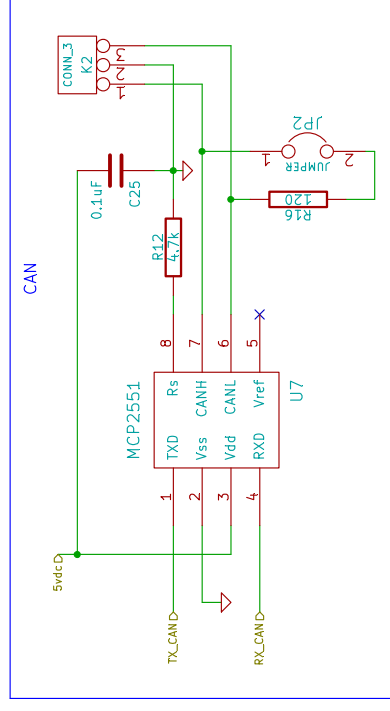 CONN_3
K2
3
2
1
JP2
1
2
JUMPER
0.1uF
C25
120
R16
R12
4.7k
CAN
8
7
6
5
MCP2551
Rs
CANH
CANL
Vref
U7
TXD
Vss
Vdd
RXD
1
2
3
4
5vdc
TX_CAN
RX_CAN